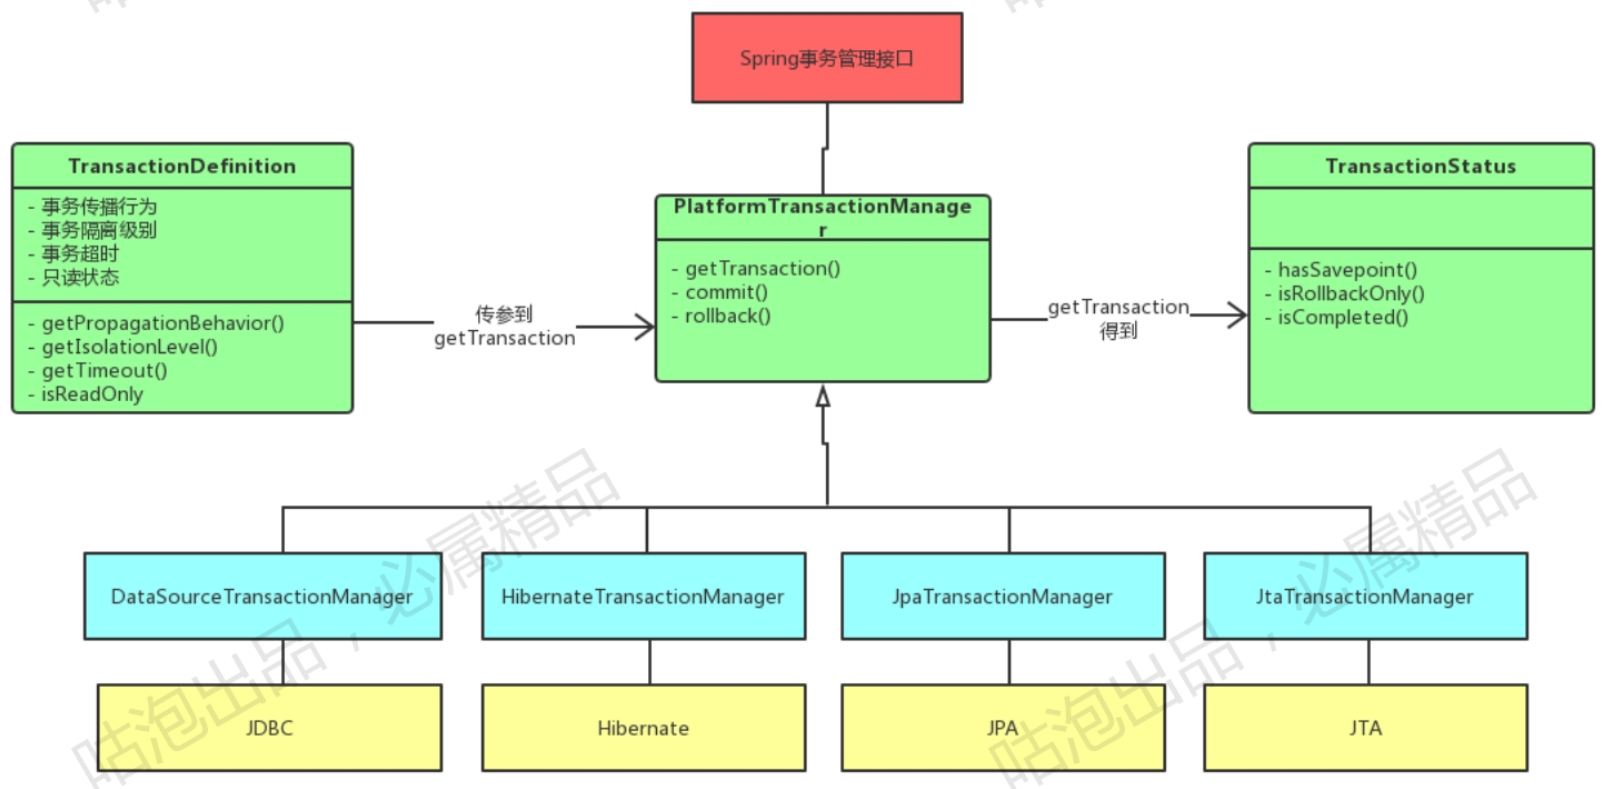 Spring事务管理接口
TransactionDefinition
- 事务传播行为
- 事务隔离级别
- 事务超时
- 只读状态
- getPropagationBehavior()
- getIsolationLevel()
- getTimeout()
- isReadOnly
传参到
getTransaction
PlatformTransactionManage
r
- getTransaction()
- commit()
- rollback()
getTransaction
得到
TransactionStatus
- hasSavepoint()
- isRollbackOnly()
- isCompleted()
DataSourceTransactionManager
HibernateTransactionManager
JpaTransactionManager
JtaTransactionManager
JDBC
Hibernate
JPA
JTA
咕泡出品，必属精品
咕泡出品，必属精品